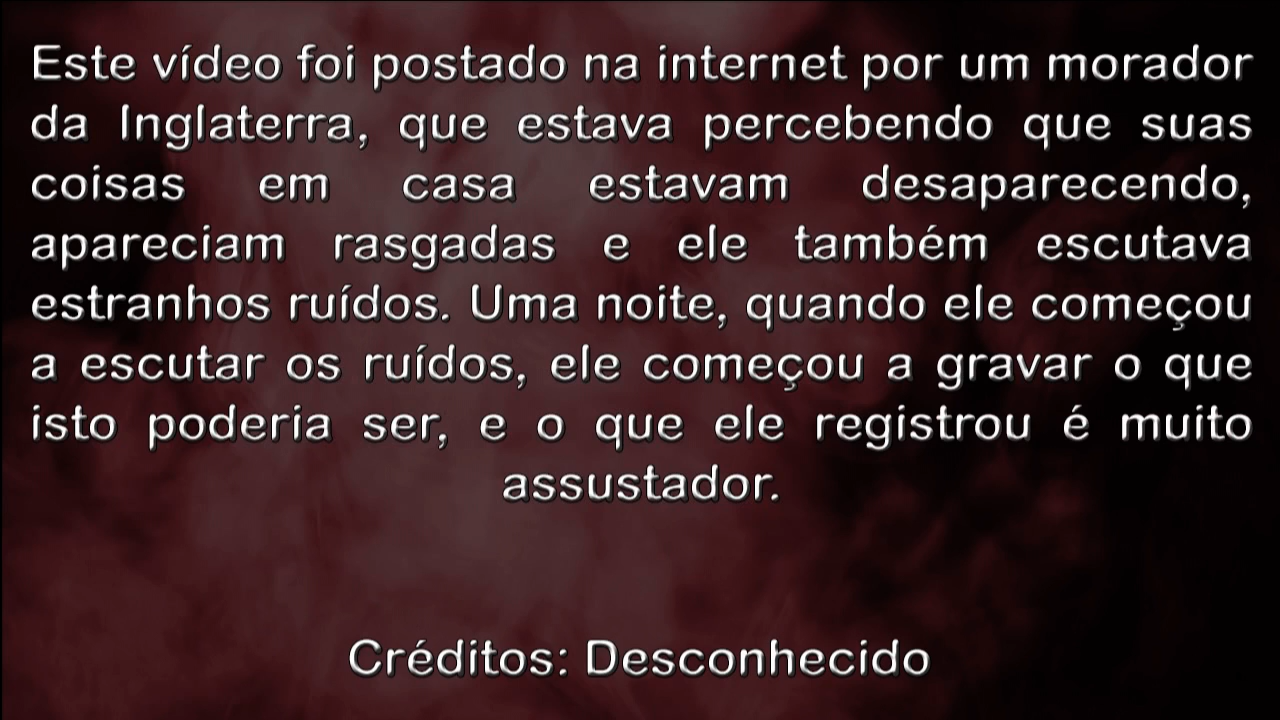 Este vídeo foi postado na internet por um morador
da Inglaterra, que estava percebendo que suas
coisas em casa estavam desaparecendo,
apareciam rasgadas e ele também escutava
estranhos ruídos. Uma noite, quando ele começou
a escutar os ruídos, ele começou a gravar o que
isto poderia ser, e o que ele registrou é muito
assustador.
Créditos: Desconhecido